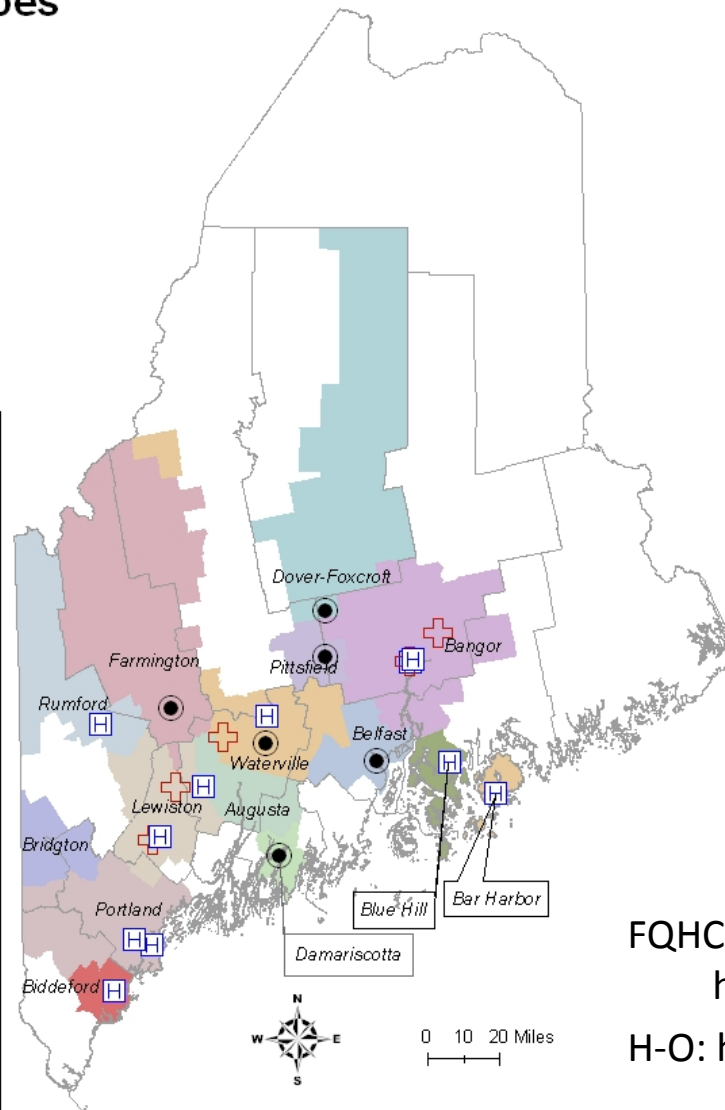 Dover-Foxcroft
Farmington
Pittsfield
Bangor
Rumford
H
H
H
Belfast
Waterville
H
H
Lewiston
Augusta
H
H
Bridgton
Portland
Blue Hill
Bar Harbor
H
H
Damariscotta
Biddeford
H
FQHC
H-O:
N
W E
S
0 10 20 Miles